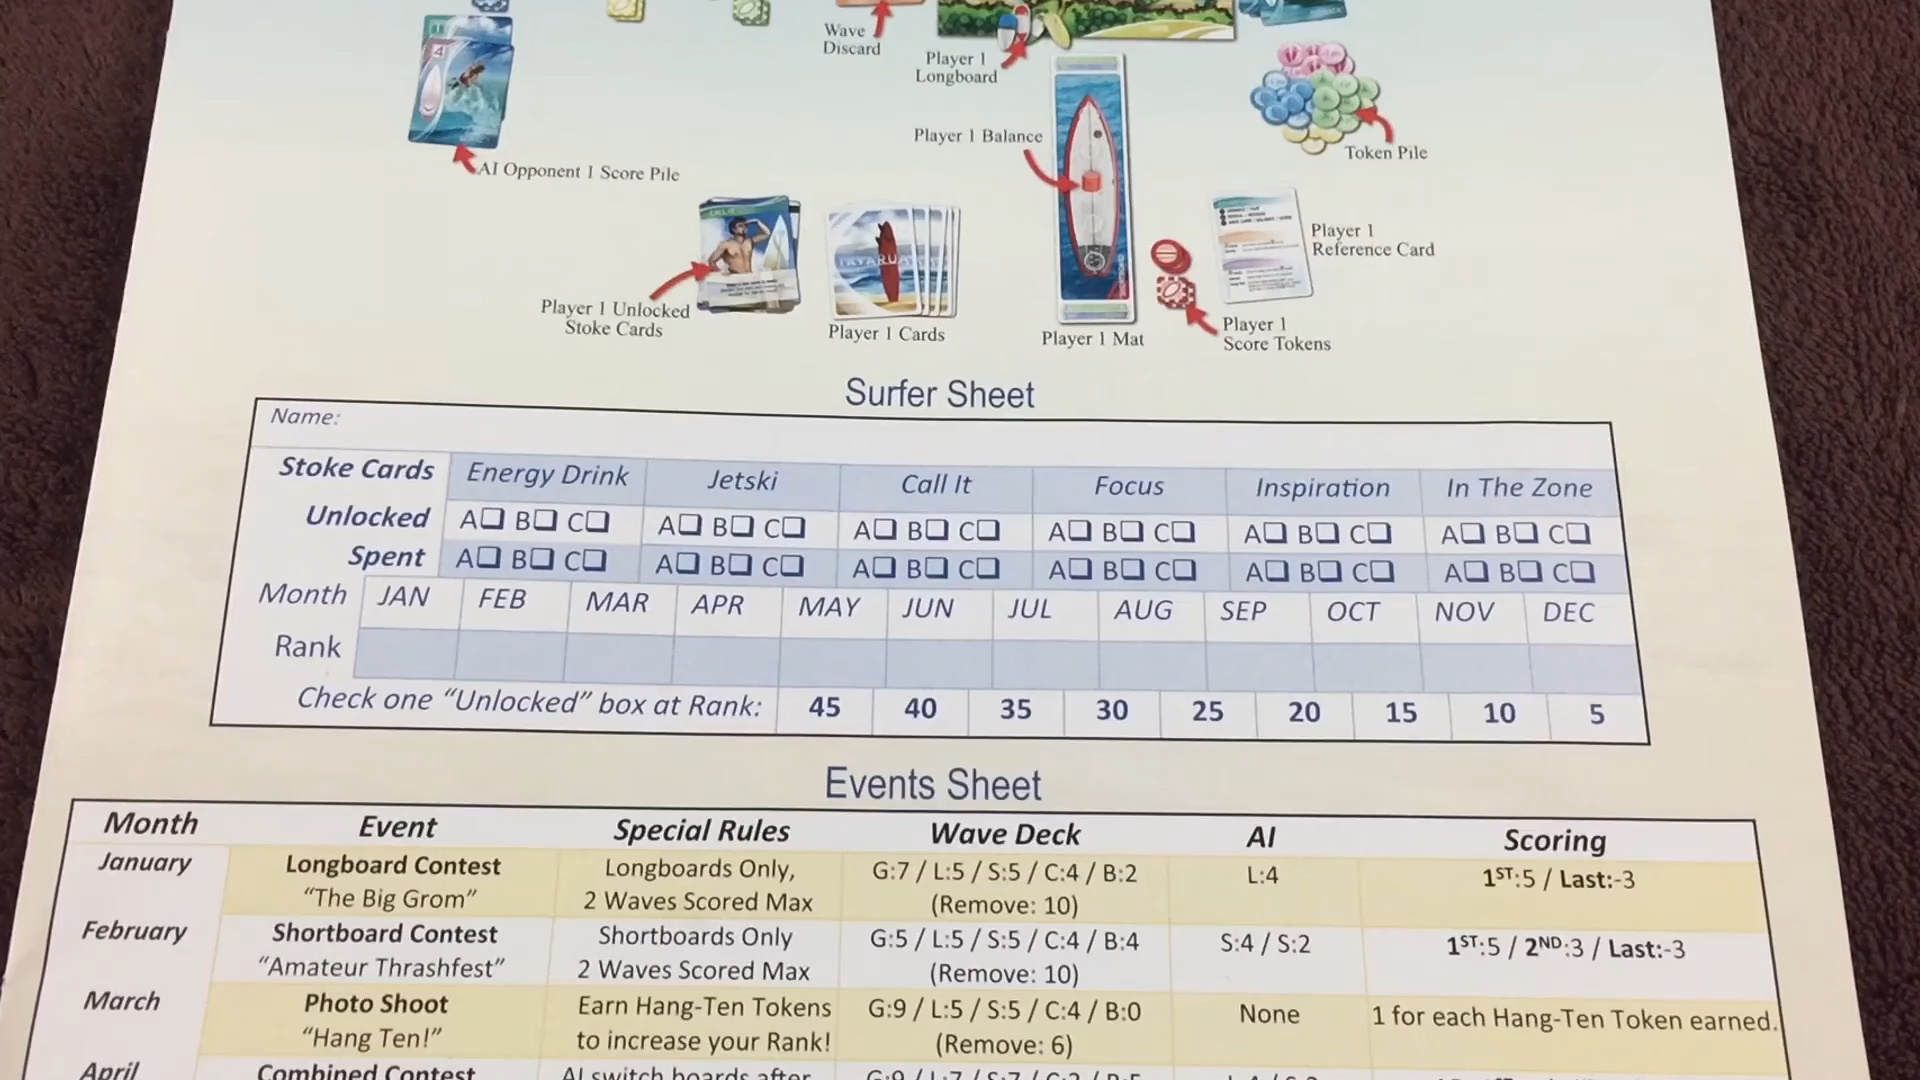 Wave
Discard
Player 1
Longboard
Player 1 Balance
Token Pile
AI Opponent 1 Score Pile
Player 1
Reference Card
Player 1 Unlocked
Stoke Cards
Player 1 Cards
Player 1 Mat
Player 1
Score Tokens
Surfer Sheet
Name:
Stoke Cards Energy Drink Jetski Call It Focus Inspiration In The Zone
Unlocked A☐ B☐ C☐ A☐ B☐ C☐ A☐ B☐ C☐ A☐ B☐ C☐ A☐ B☐ C☐ A☐ B☐ C☐
Spent A☐ B☐ C☐ A☐ B☐ C☐ A☐ B☐ C☐ A☐ B☐ C☐ A☐ B☐ C☐ A☐ B☐ C☐
Month JAN FEB MAR APR MAY JUN JUL AUG SEP OCT NOV DEC
Rank
Check one “Unlocked” box at Rank: 45 40 35 30 25 20 15 10 5
Events Sheet
Month Event Special Rules Wave Deck AI Scoring
January Longboard Contest Longboards Only, G:7 / L:5 / S:5 / C:4 / B:2 L:4 1ST:5 / Last:-3
“The Big Grom” 2 Waves Scored Max (Remove: 10)
February Shortboard Contest Shortboards Only G:5 / L:5 / S:5 / C:4 / B:4 S:4 / S:2 1ST:5 / 2ND:3 / Last:-3
“Amateur Thrashfest” 2 Waves Scored Max (Remove: 10)
March Photo Shoot Earn Hang-Ten Tokens G:9 / L:5 / S:5 / C:4 / B:0 None 1 for each Hang-Ten Token earned.
“Hang Ten!” to increase your Rank! (Remove: 6)
April Combined Contest AI switch boards after